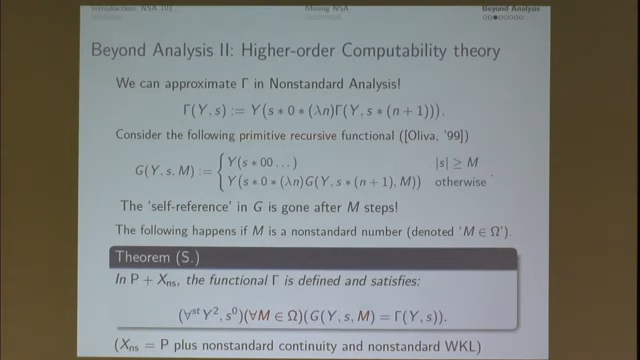 Introduction: NSA 101
Mining NSA
Beyond Analysis
Beyond Analysis II: Higher-order Computability theory
We can approximate Γ in Nonstandard Analysis!
Γ(Y, s) := Y(s ∗ 0 ∗ (λn)Γ(Y, s ∗ (n + 1))).
Consider the following primitive recursive functional ([Oliva, '99])
G(Y, s, M) := { Y(s ∗ 00 . . . ) |s| ≥ M
Y(s ∗ 0 ∗ (λn)G(Y, s ∗ (n + 1), M)) otherwise .
The 'self-reference' in G is gone after M steps!
The following happens if M is a nonstandard number (denoted 'M ∈ Ω').
Theorem (S.)
In P + X_ns, the functional Γ is defined and satisfies:
(∀^st Y^2, s^0)(∀M ∈ Ω)(G(Y, s, M) = Γ(Y, s)).
(X_ns = P plus nonstandard continuity and nonstandard WKL)